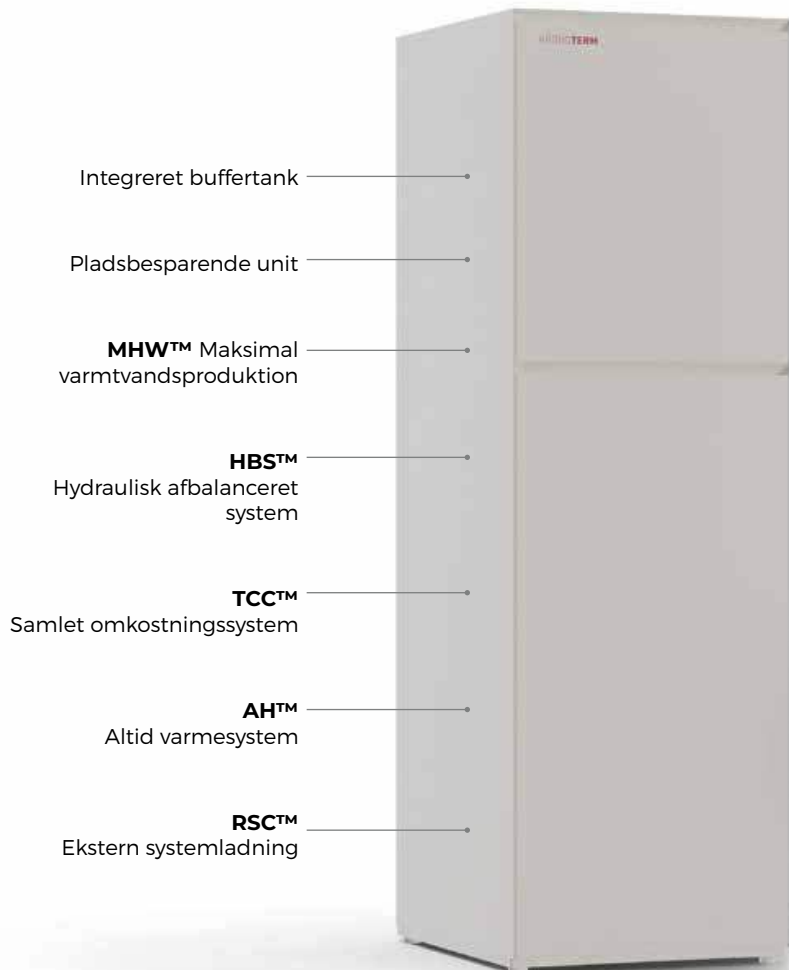 Integreret buffertank
Pladsbesparende unit
MHW™ Maksimal
varmtvandsproduktion
HBS™
Hydraulisk afbalanceret
system
TCC™
Samlet omkostningssystem
AH™
Altid varmesystem
RSC™
Ekstern systemladning